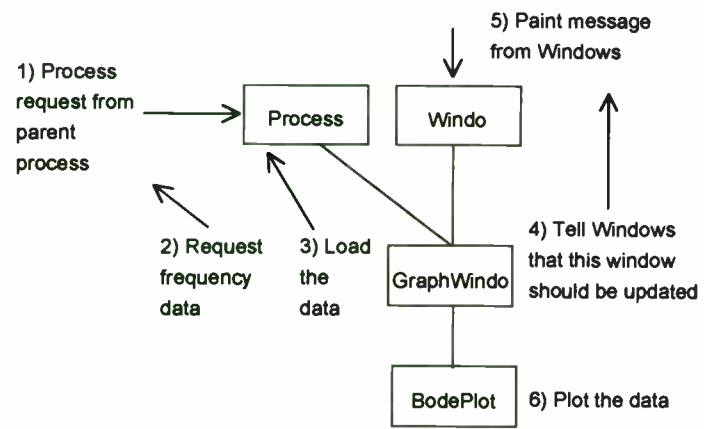 5) Paint message
from Windows
1) Process
request from
parent
process
Process
Windo
2) Request
frequency
data
3) Load
the
data
4) Tell Windows
that this window
should be updated
GraphWindo
BodePlot
6) Plot the data